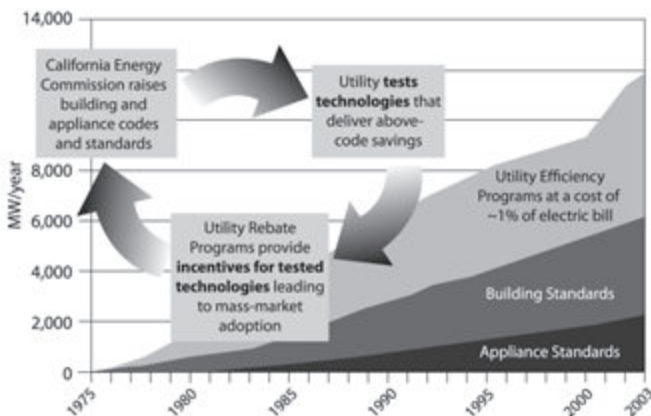 14,000
8,000
6,000
4,000
2,000
0
MW/year
California Energy
Commission raises
building and
appliance codes
and standards
Utility tests
technologies that
deliver above-
code savings
Utility Rebate
Programs provide
incentives for tested
technologies leading
to mass-market
adoption
Utility Efficiency
Programs at a cost of
~1% of electric bill
Building Standards
Appliance Standards
1975
1980
1985
1990
1995
2000
2003